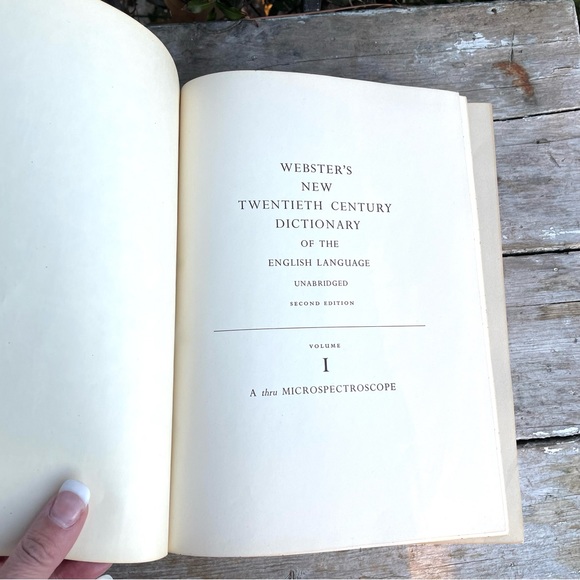 WEBSTER'S
NEW
TWENTIETH CENTURY
DICTIONARY
OF THE
ENGLISH LANGUAGE
UNABRIDGED
SECOND EDITION
VOLUME
I
A thru MICROSPECTROSCOPE